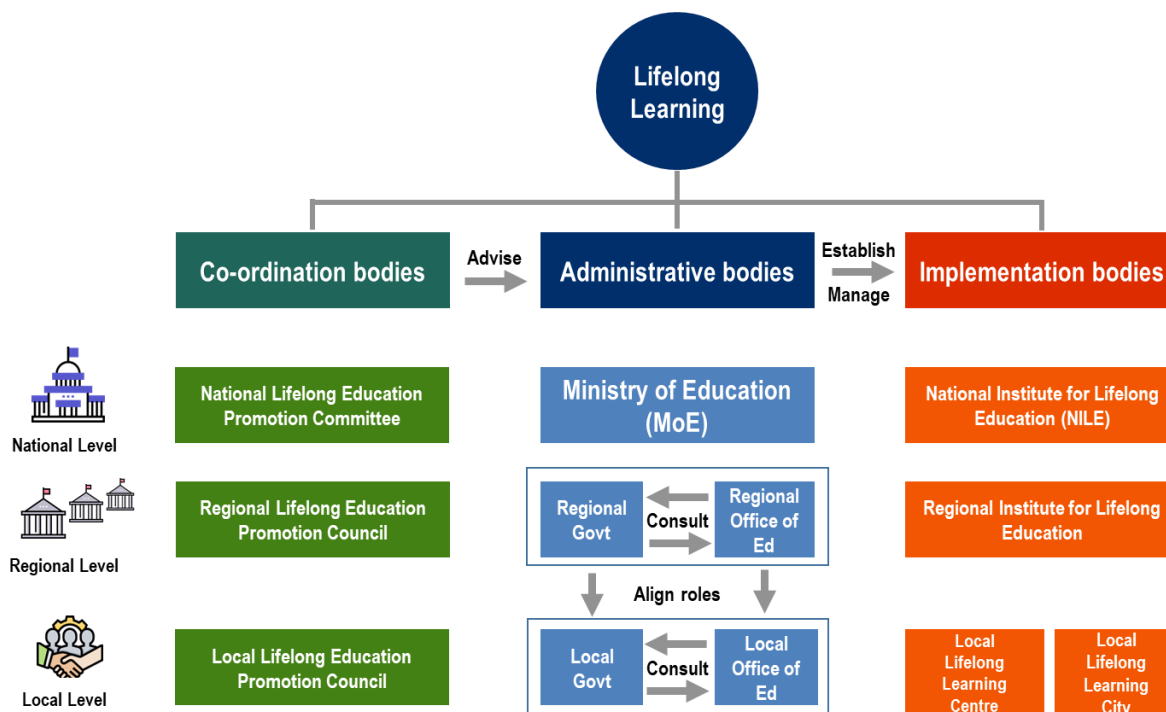 Lifelong
Learning
Co-ordination bodies
Advise
Administrative bodies
Establish
Manage
Implementation bodies
National Level
National Lifelong Education
Promotion Committee
Ministry of Education
(MoE)
National Institute for Lifelong
Education (NILE)
Regional Level
Regional Lifelong Education
Promotion Council
Regional
Govt
Consult
Regional
Office of
Ed
Regional Institute for Lifelong
Education
Align roles
Local Level
Local Lifelong Education
Promotion Council
Local
Govt
Consult
Local
Office of
Ed
Local
Lifelong
Learning
Centre
Local
Lifelong
Learning
City